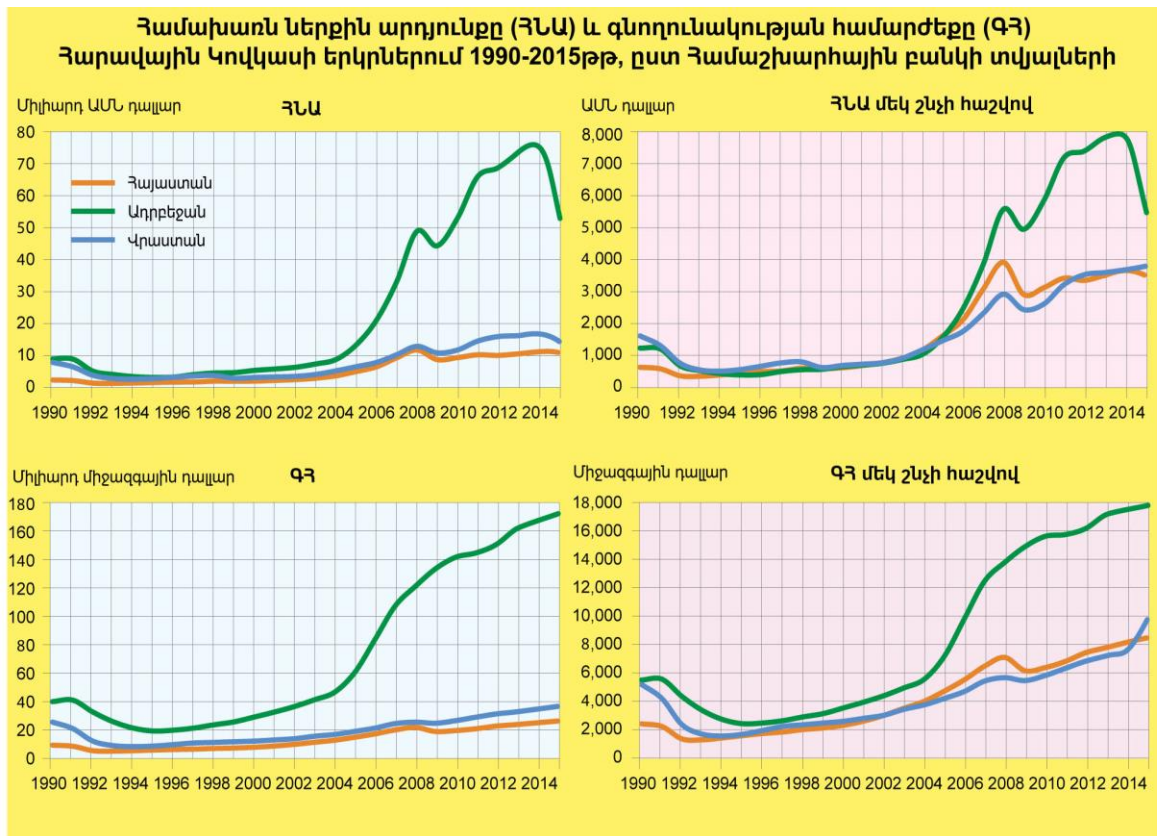 Համախառն ներքին արդյունքը (ՀՆԱ) և գնողունակության համարժեքը (ԳՀ)
Հարավային Կովկասի երկրներում 1990-2015թթ, ըստ Համաշխարհային բանկի տվյալների
Միլիարդ ԱՄՆ դալլար
ՀՆԱ
80
70
60
50
40
30
20
10
0
Հայաստան
Ադրբեջան
Վրաստան
1990 1992 1994 1996 1998 2000 2002 2004 2006 2008 2010 2012 2014
ԱՄՆ դալլար
ՀՆԱ մեկ շնչի հաշվով
8,000
7,000
6,000
5,000
4,000
3,000
2,000
1,000
0
1990 1992 1994 1996 1998 2000 2002 2004 2006 2008 2010 2012 2014
Միլիարդ միջազգային դալլար
ԳՀ
180
160
140
120
100
80
60
40
20
0
1990 1992 1994 1996 1998 2000 2002 2004 2006 2008 2010 2012 2014
Միջազգային դալլար
ԳՀ մեկ շնչի հաշվով
18,000
16,000
14,000
12,000
10,000
8,000
6,000
4,000
2,000
0
1990 1992 1994 1996 1998 2000 2002 2004 2006 2008 2010 2012 2014